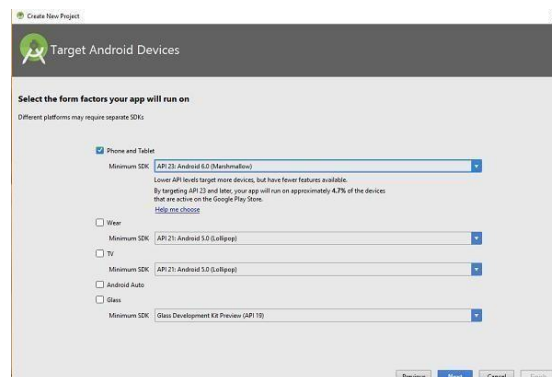 Create New Project
Target Android Devices
Select the form factors your app will run on
Different platforms may require separate SDKs
Phone and Tablet
Minimum SDK API 23: Android 6.0 (Marshmallow)
Lower API levels target more devices, but have fewer features available.
By targeting API 23 and later, your app will run on approximately 4.7% of the devices
that are active on the Google Play Store.
Help me choose
Wear
Minimum SDK API 21: Android 5.0 (Lollipop)
TV
Minimum SDK API 21: Android 5.0 (Lollipop)
Android Auto
Glass
Minimum SDK Glass Development Kit Preview (API 19)
Previous Next Cancel Finish